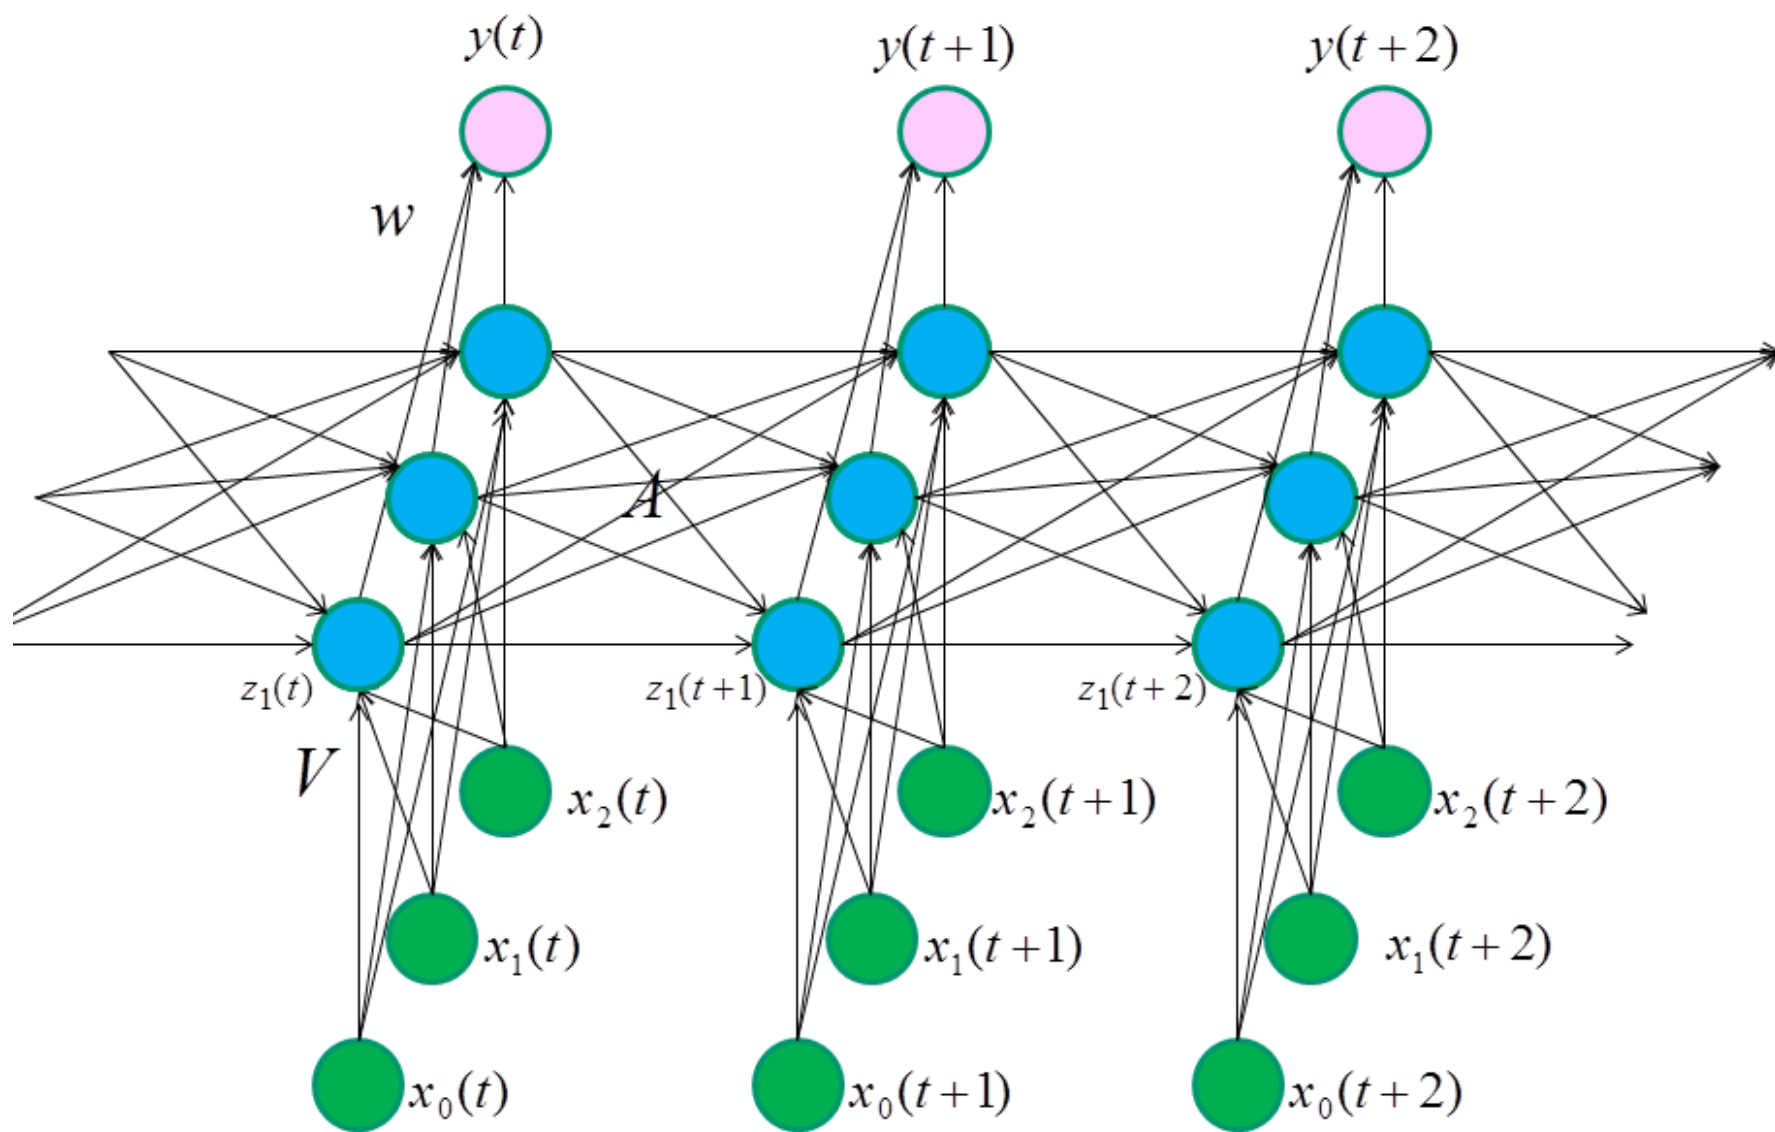 y(t) y(t+1) y(t+2)
w
A
z₁(t) z₁(t+1) z₁(t+2)
V
x₂(t) x₂(t+1) x₂(t+2)
x₁(t) x₁(t+1) x₁(t+2)
x₀(t) x₀(t+1) x₀(t+2)